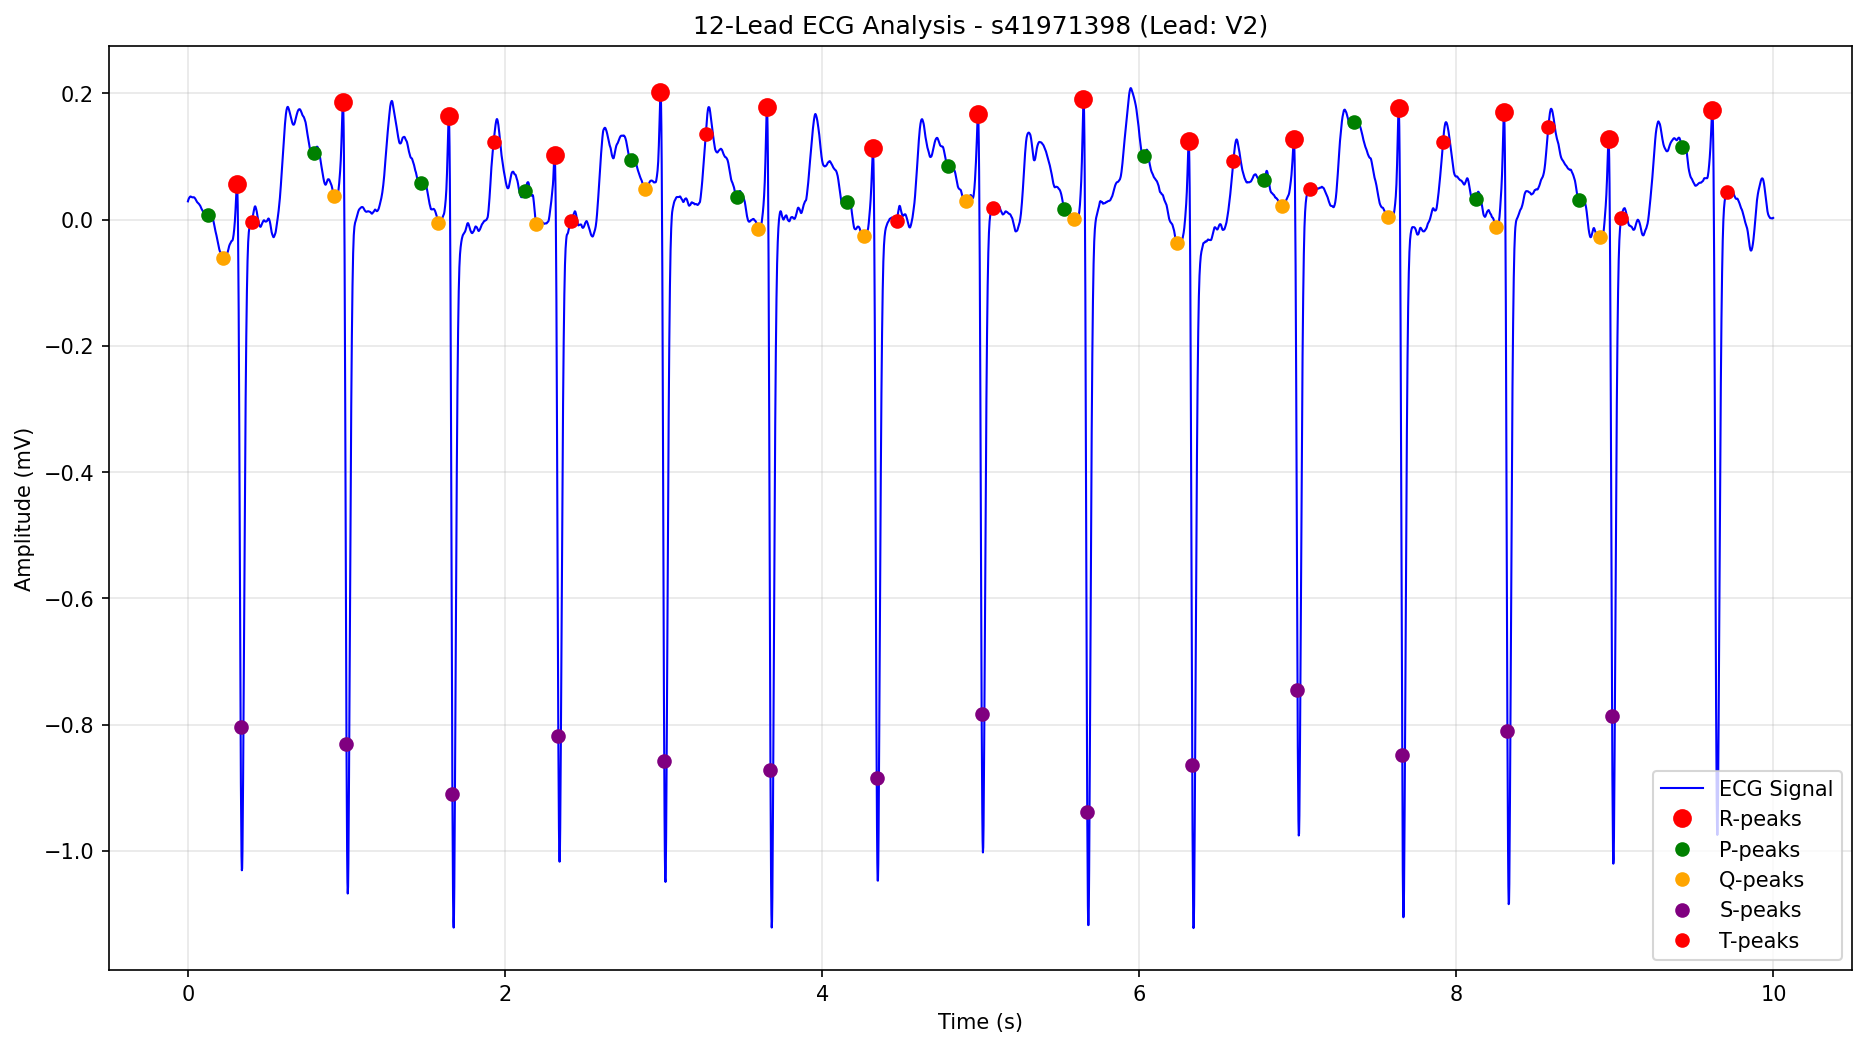 12-Lead ECG Analysis - s41971398 (Lead: V2)
Amplitude (mV)
0.2
0.0
−0.2
−0.4
−0.6
−0.8
−1.0
0 2 4 6 8 10
Time (s)
ECG Signal
R-peaks
P-peaks
Q-peaks
S-peaks
T-peaks